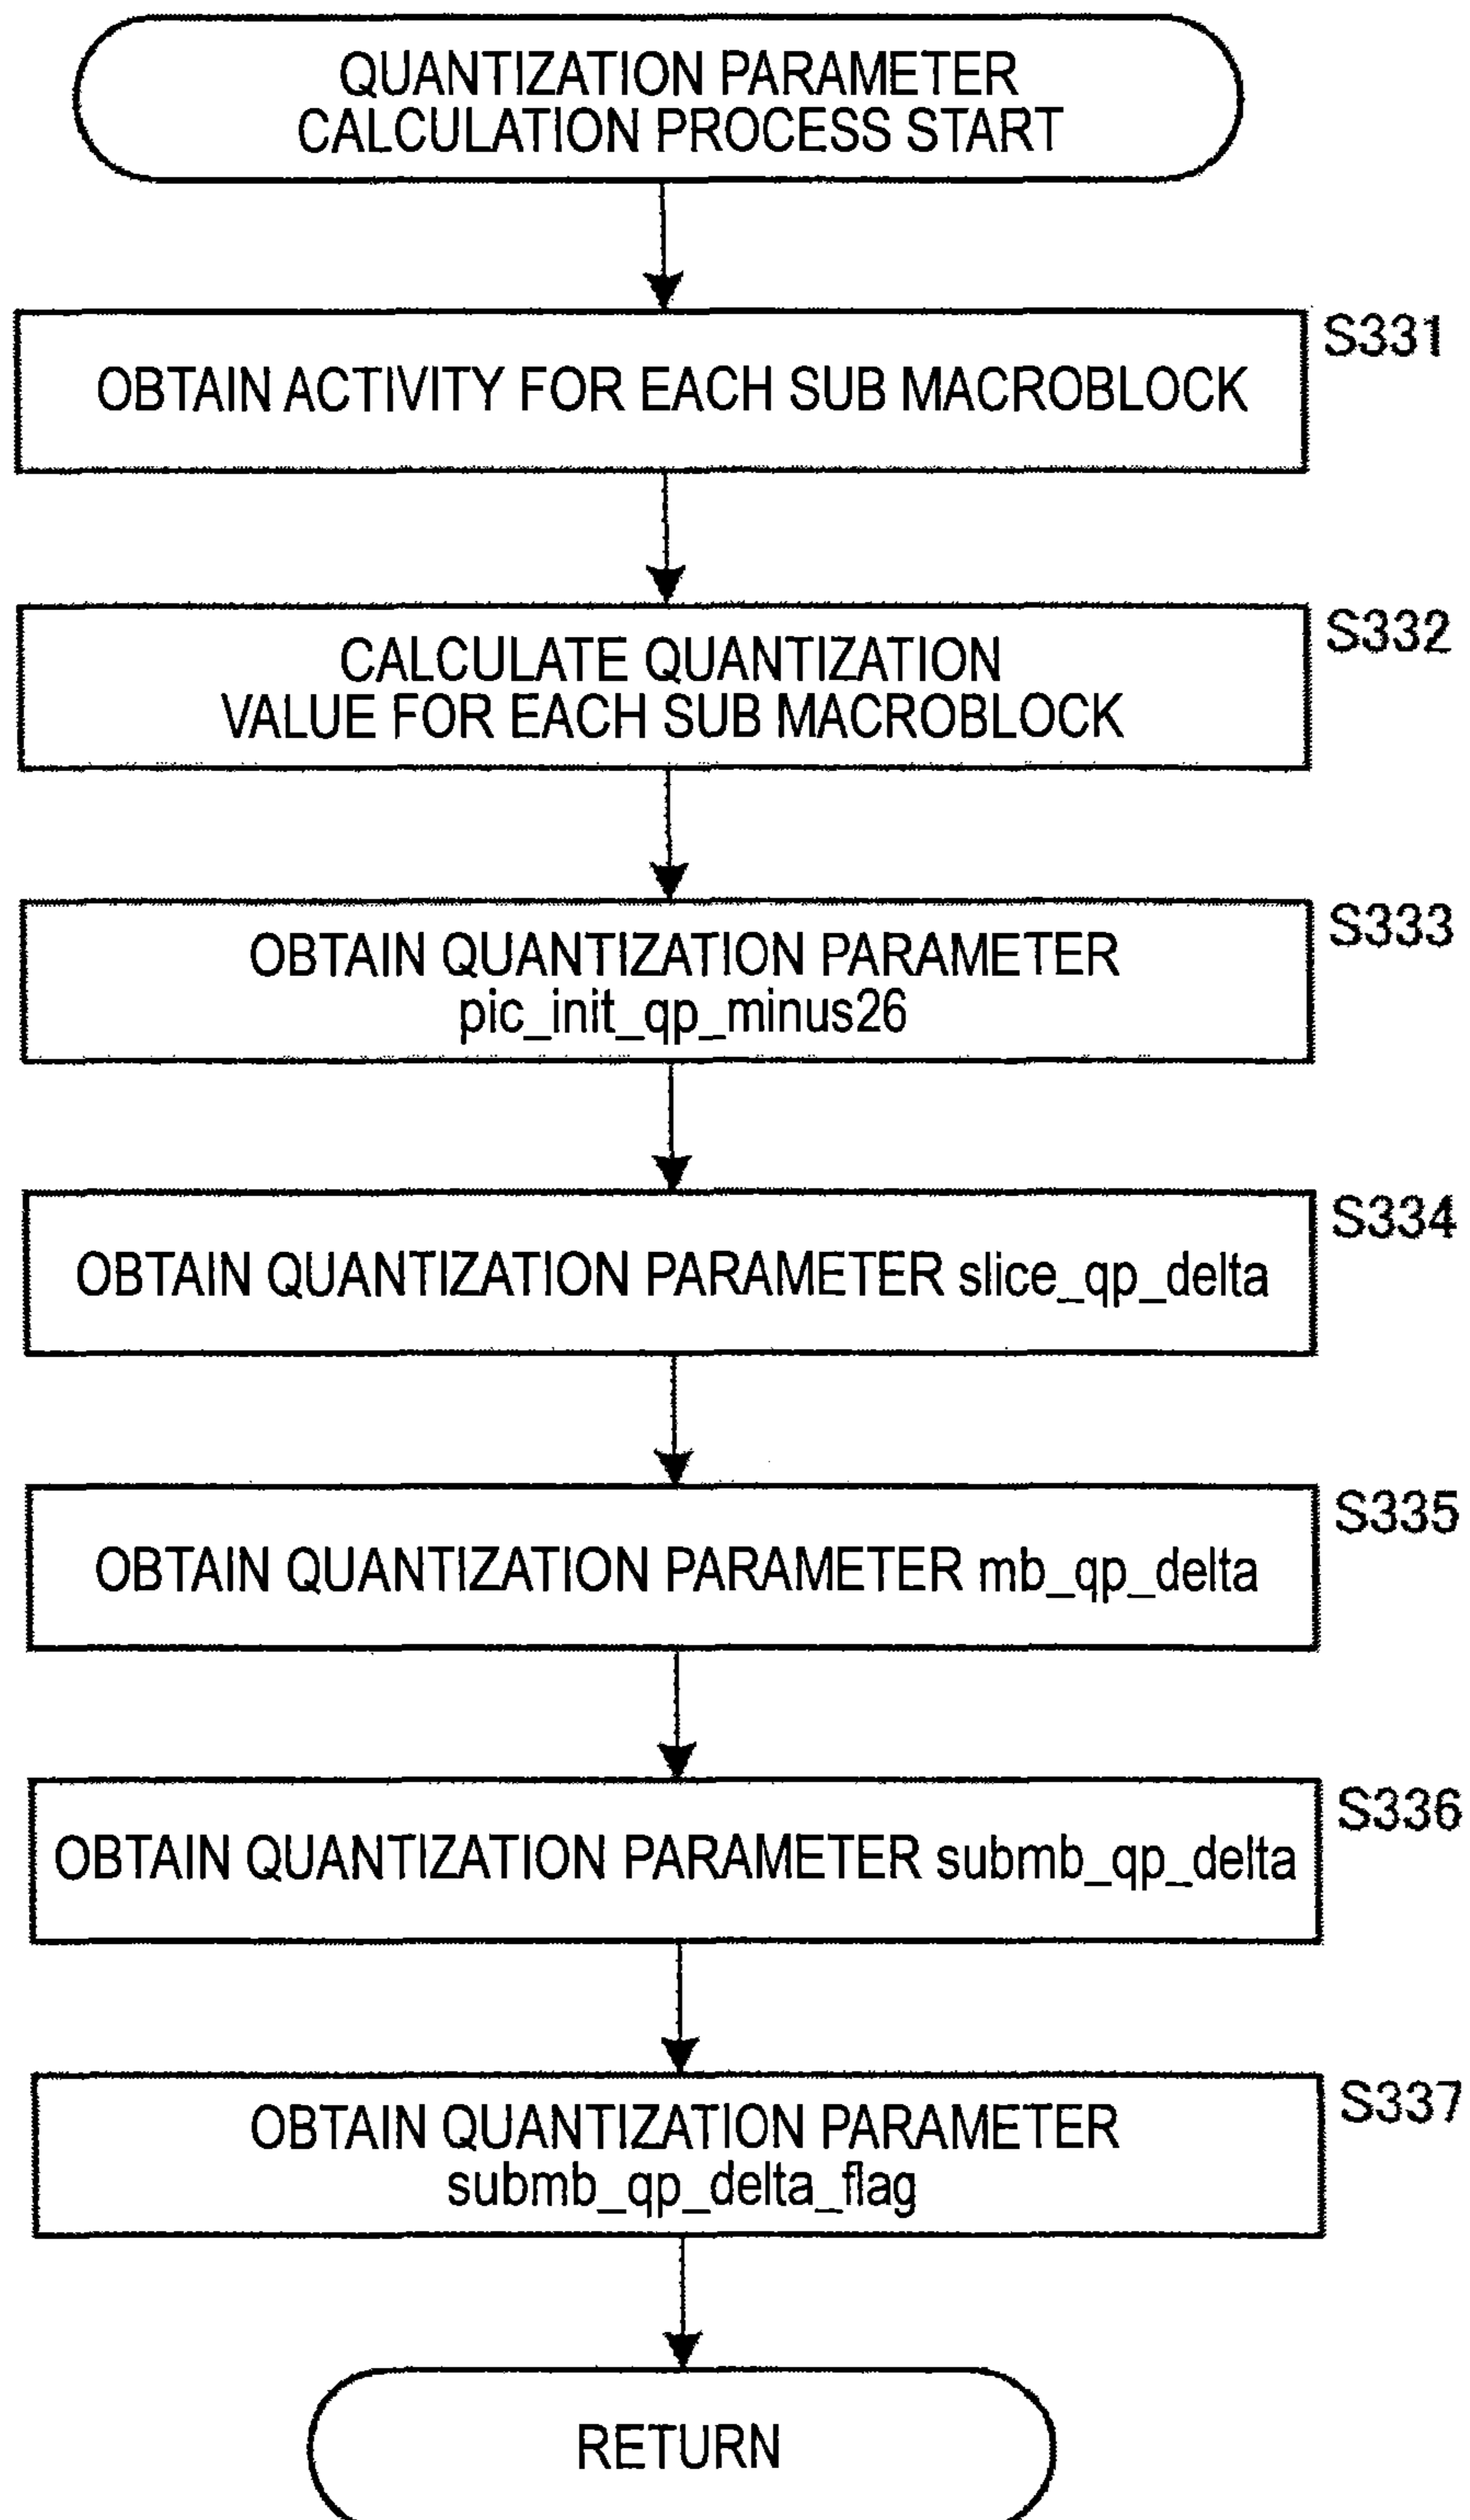 QUANTIZATION PARAMETER
CALCULATION PROCESS START
S331
OBTAIN ACTIVITY FOR EACH SUB MACROBLOCK
S332
CALCULATE QUANTIZATION
VALUE FOR EACH SUB MACROBLOCK
S333
OBTAIN QUANTIZATION PARAMETER
pic_init_qp_minus26
S334
OBTAIN QUANTIZATION PARAMETER slice_qp_delta
S335
OBTAIN QUANTIZATION PARAMETER mb_qp_delta
S336
OBTAIN QUANTIZATION PARAMETER submb_qp_delta
S337
OBTAIN QUANTIZATION PARAMETER
submb_qp_delta_flag
RETURN